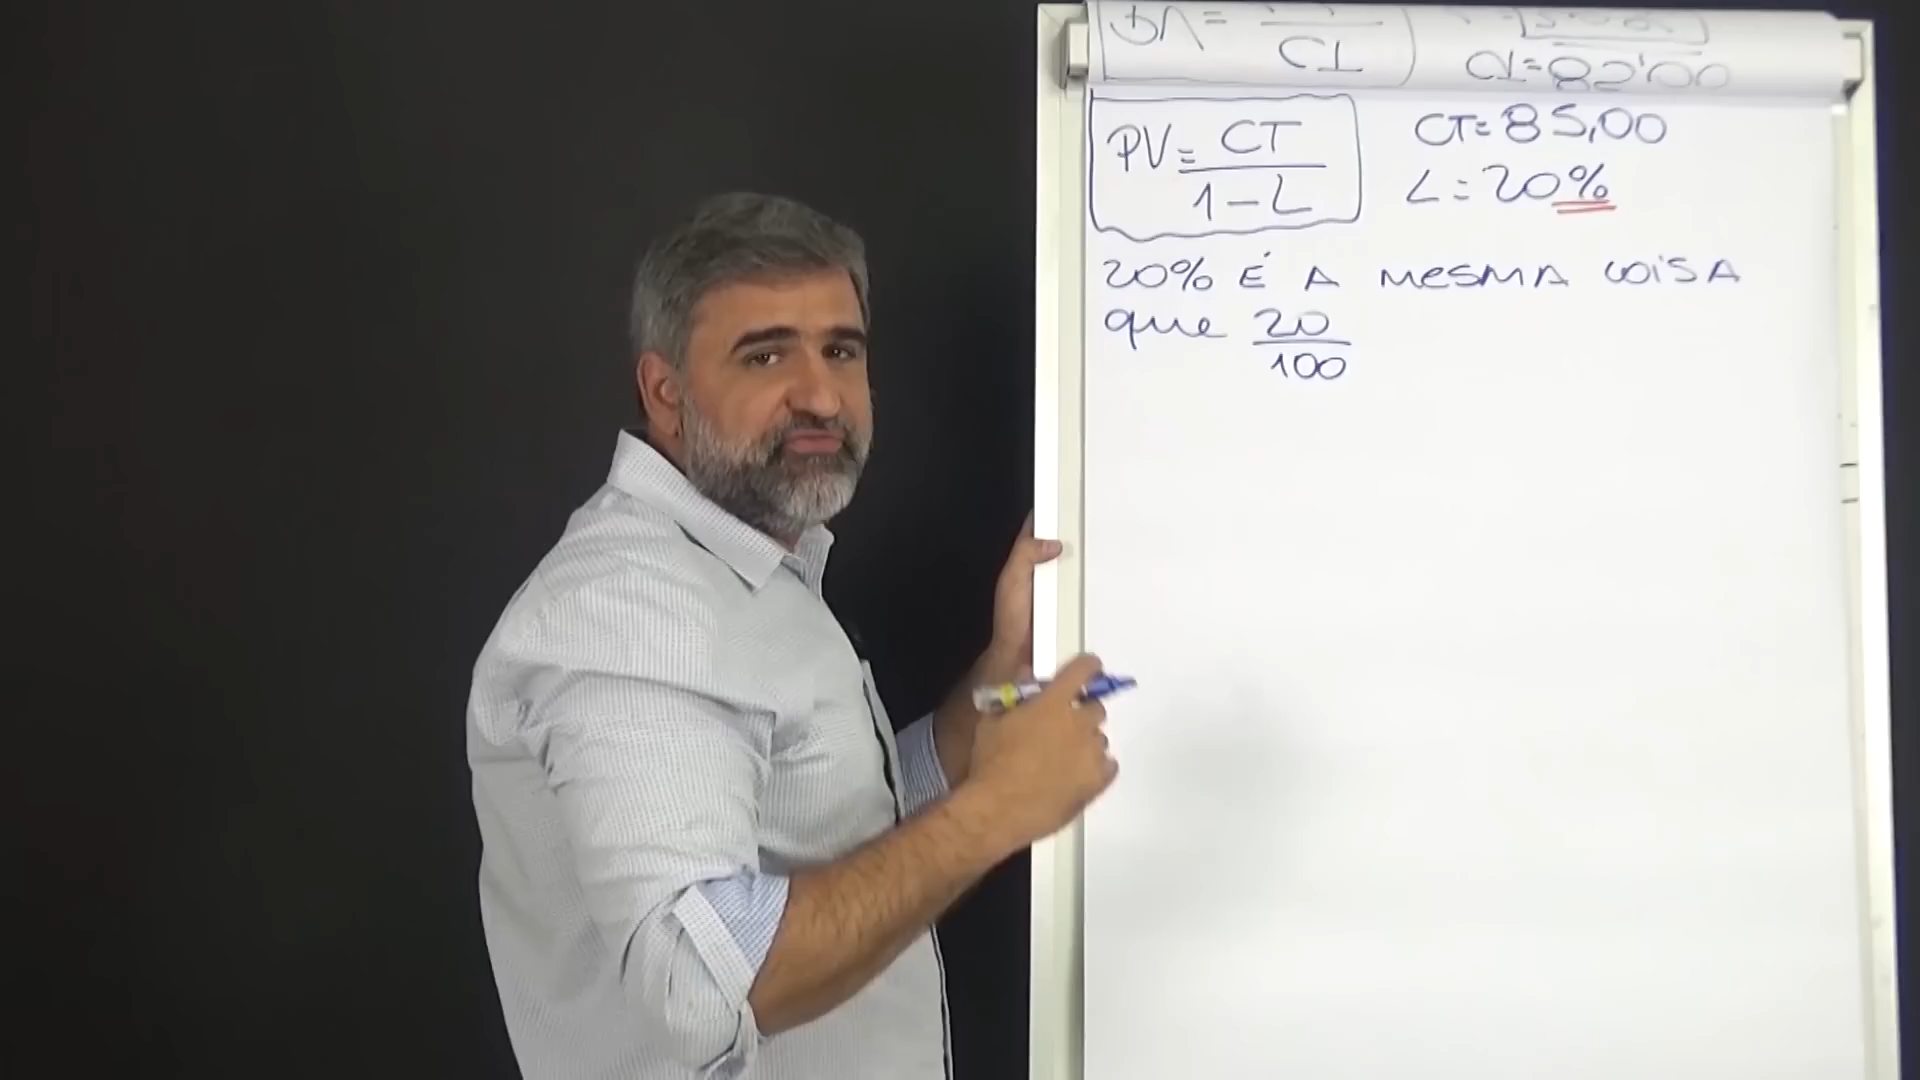 PV = CT / 1 - L
CT = 85,00
L = 20%
20% É A MESMA COISA
que 20/100